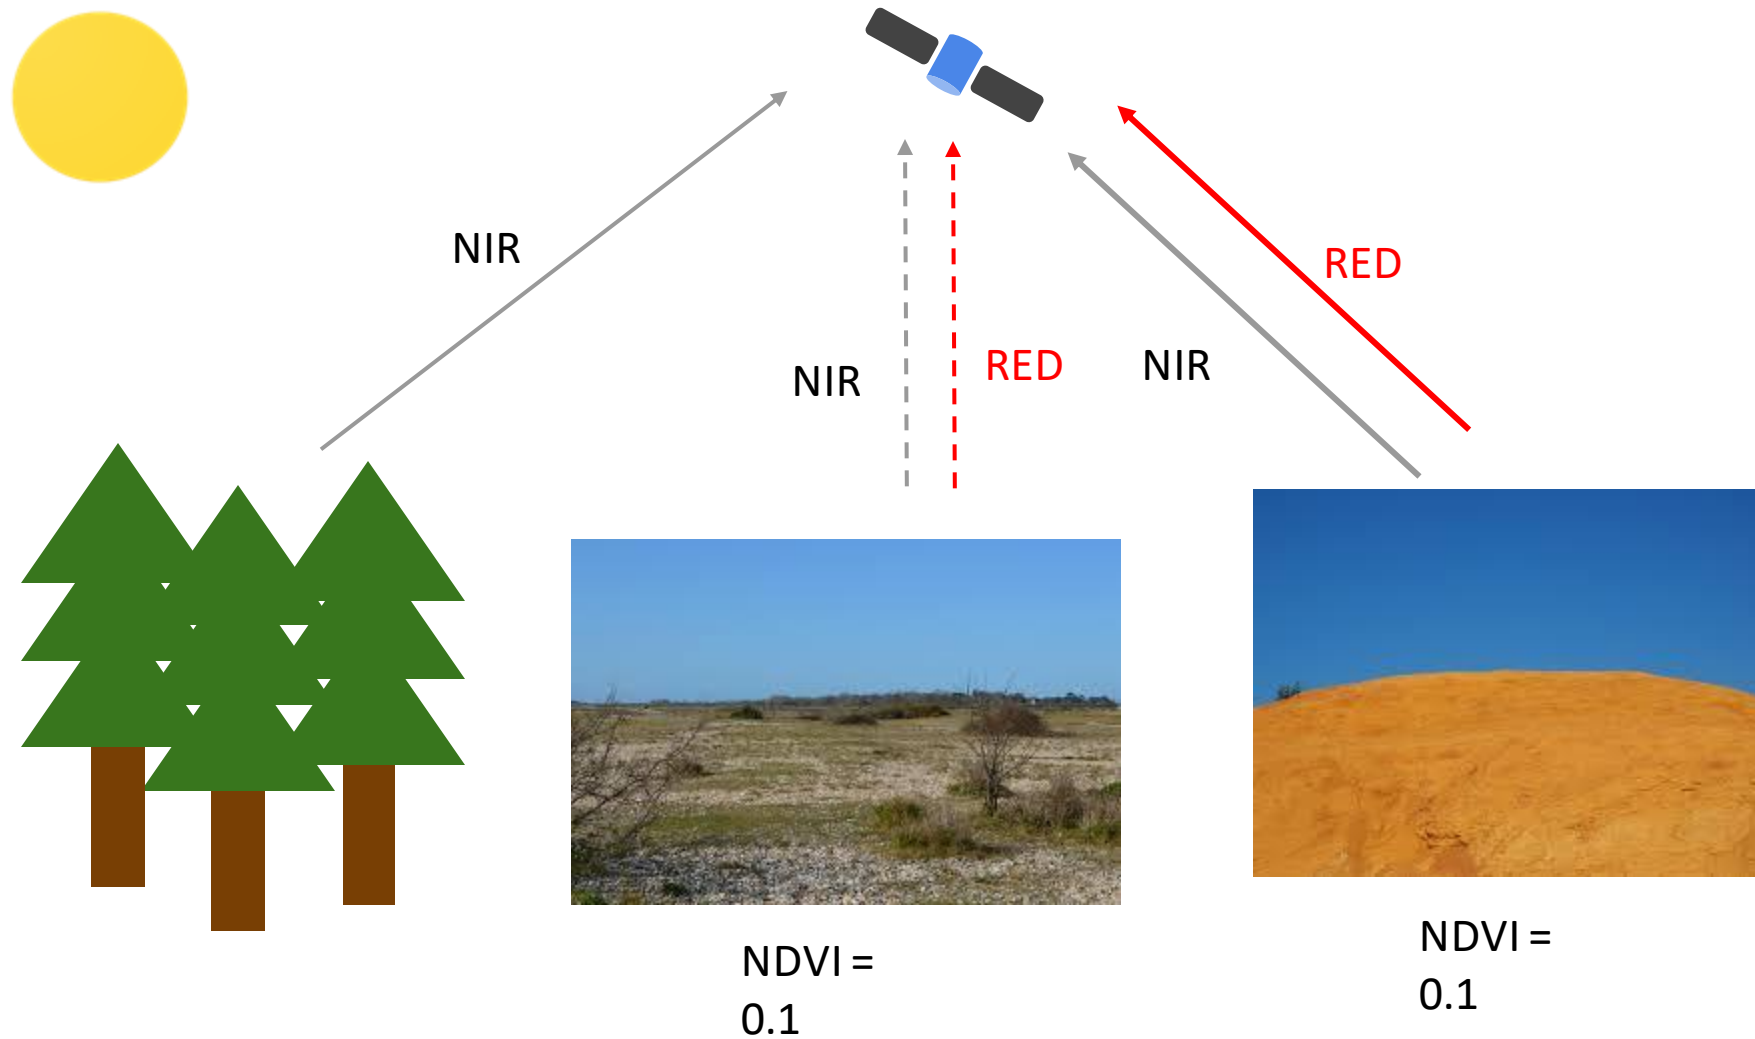 NIR
RED
NIR
RED
NIR
NDVI =
0.1
NDVI =
0.1